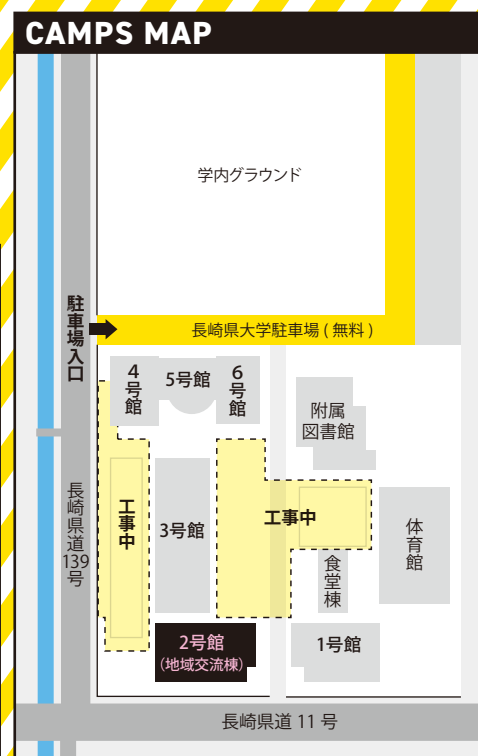 CAMPS MAP
学内グラウンド
駐車場入口
長崎県大学駐車場 ( 無料 )
4号館
5号館
6号館
附属
図書館
工事中
3号館
工事中
体育館
長崎県道139号
食堂棟
2号館
（地域交流棟）
1号館
長崎県道 11 号